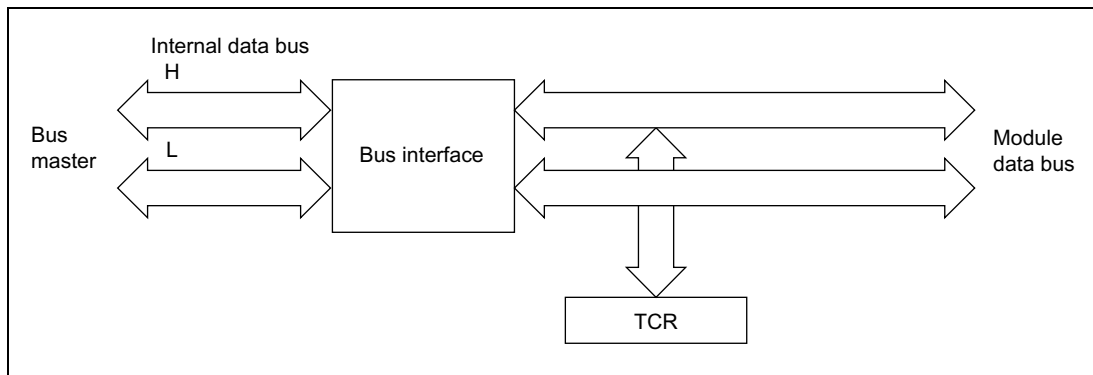 Internal data bus
H
Bus
master
L
Bus interface
Module
data bus
TCR